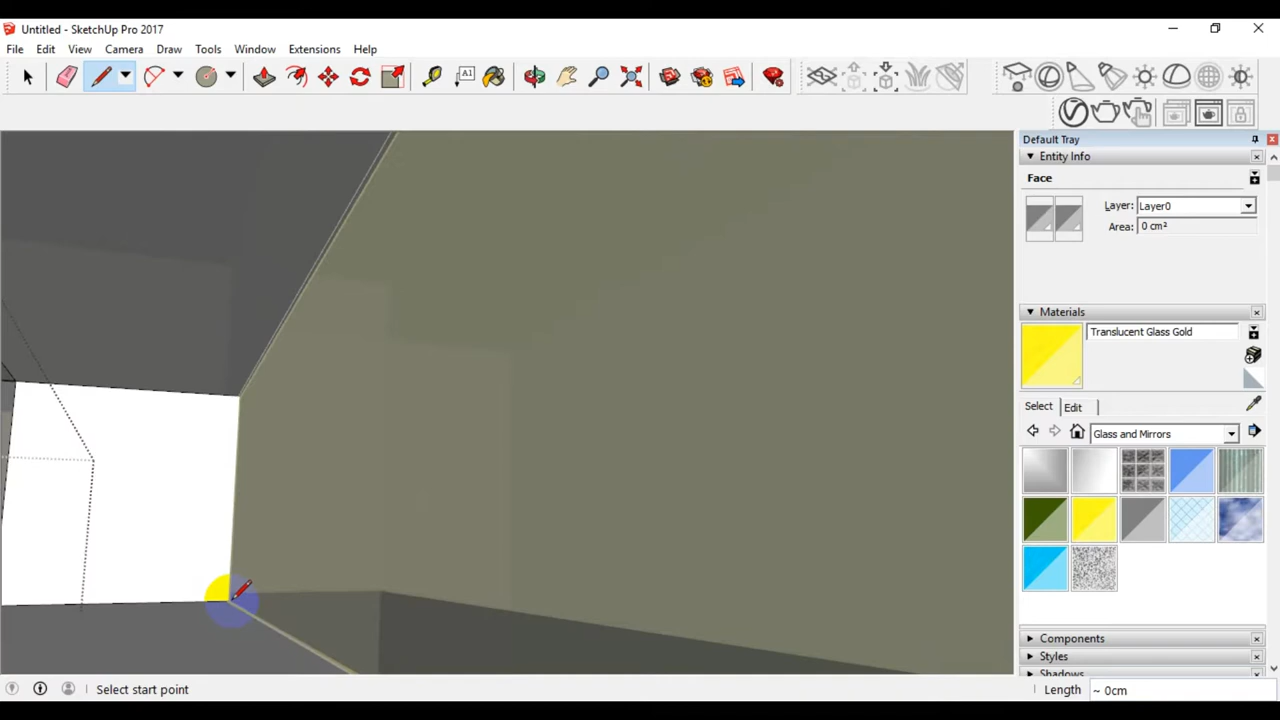 Untitled - SketchUp Pro 2017
File Edit View Camera Draw Tools Window Extensions Help
A1
Default Tray
Entity Info
Face
Layer: Layer0
Area: 0 cm²
Materials
Translucent Glass Gold
Select Edit
Glass and Mirrors
Components
Styles
Shadows
Select start point
Length ~ 0cm